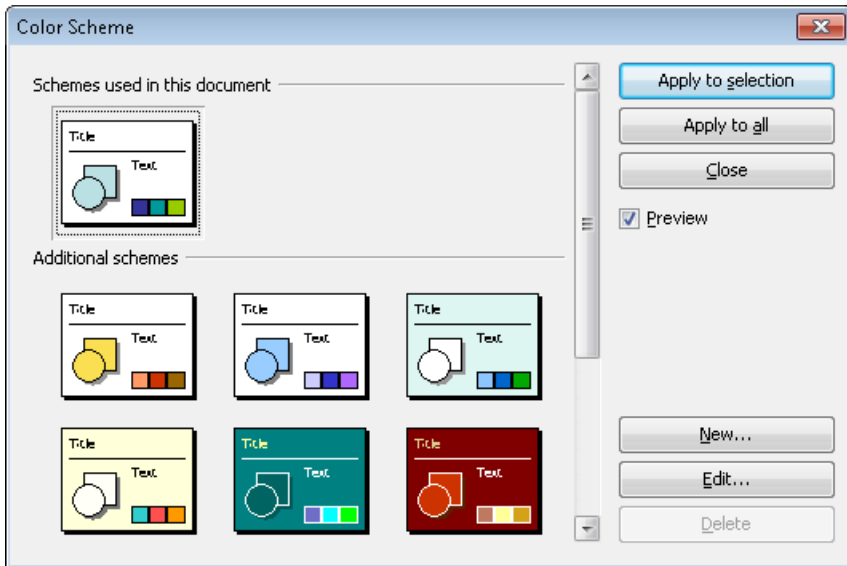 Color Scheme
Schemes used in this document
Title
Text
Additional schemes
Title
Text
Title
Text
Title
Text
Title
Text
Title
Text
Title
Text
Apply to selection
Apply to all
Close
Preview
New...
Edit...
Delete